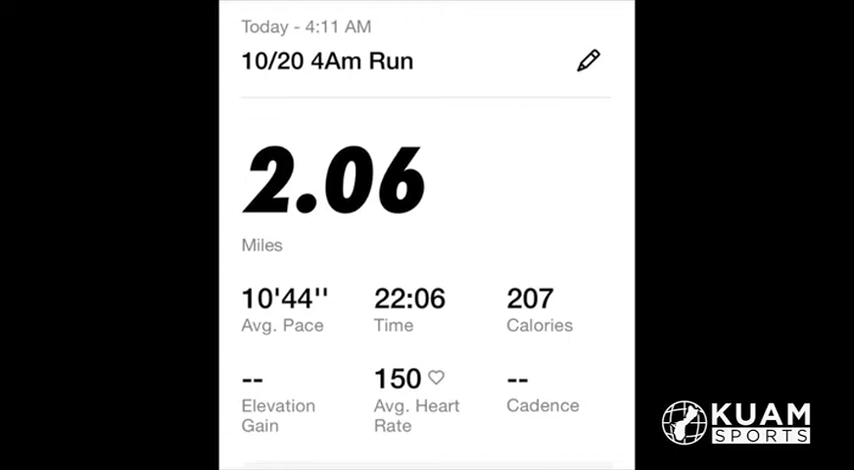 Today - 4:11 AM
10/20 4Am Run
2.06
Miles
10'44'' 22:06 207
Avg. Pace Time Calories
-- 150 --
Elevation Gain Avg. Heart Rate Cadence
KUAM
SPORTS